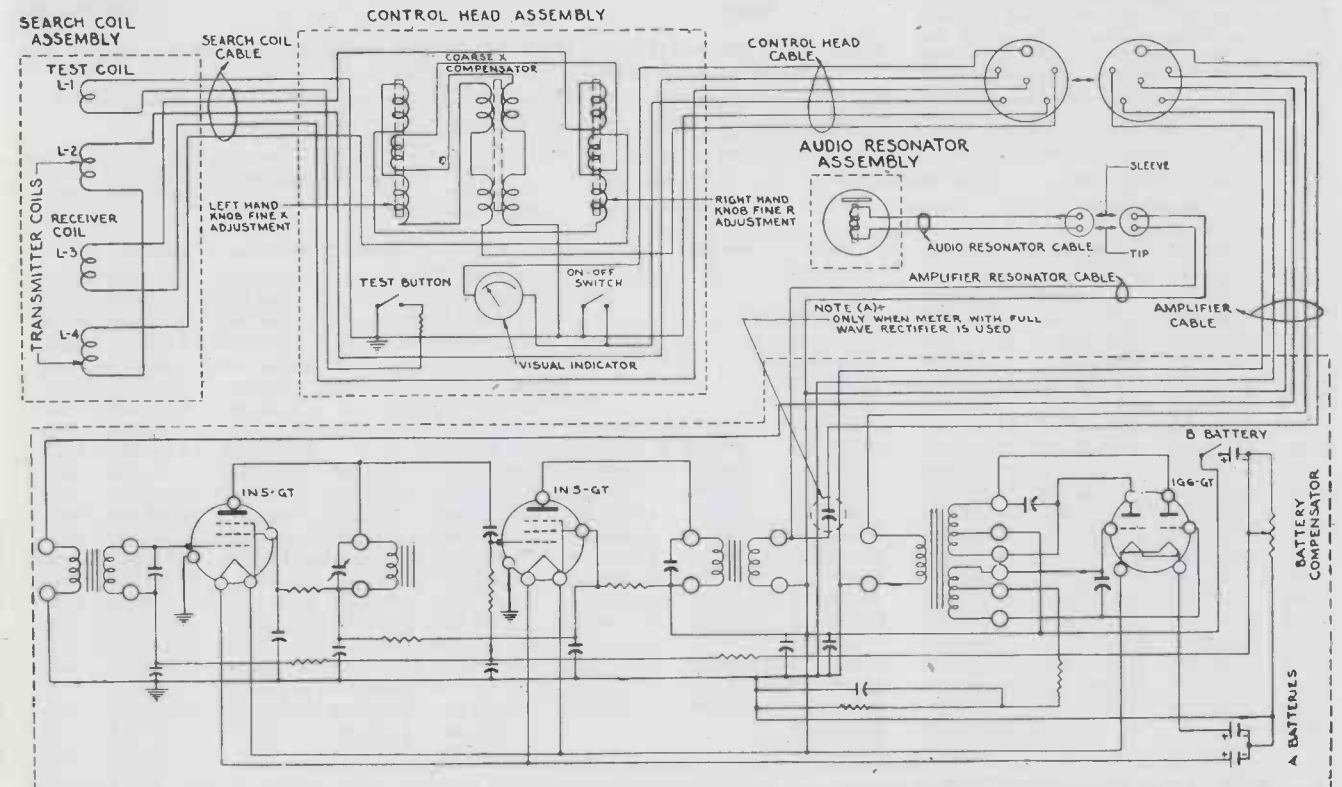 SEARCH COIL
ASSEMBLY
TEST COIL
L-1
L-2
TRANSMITTER COILS
RECEIVER
COIL
L-3
L-4
SEARCH COIL
CABLE
CONTROL HEAD ASSEMBLY
COARSE X
COMPENSATOR
LEFT HAND
KNOB FINE X
ADJUSTMENT
RIGHT HAND
KNOB FINE R
ADJUSTMENT
TEST BUTTON
ON-OFF
SWITCH
VISUAL INDICATOR
CONTROL HEAD
CABLE
AUDIO RESONATOR
ASSEMBLY
SLEEVE
TIP
AUDIO RESONATOR CABLE
AMPLIFIER RESONATOR CABLE
NOTE (A)
ONLY WHEN METER WITH FULL
WAVE RECTIFIER IS USED
AMPLIFIER
CABLE
IN5-GT
IN5-GT
1G6-GT
B BATTERY
BATTERY
COMPENSATOR
A BATTERIES